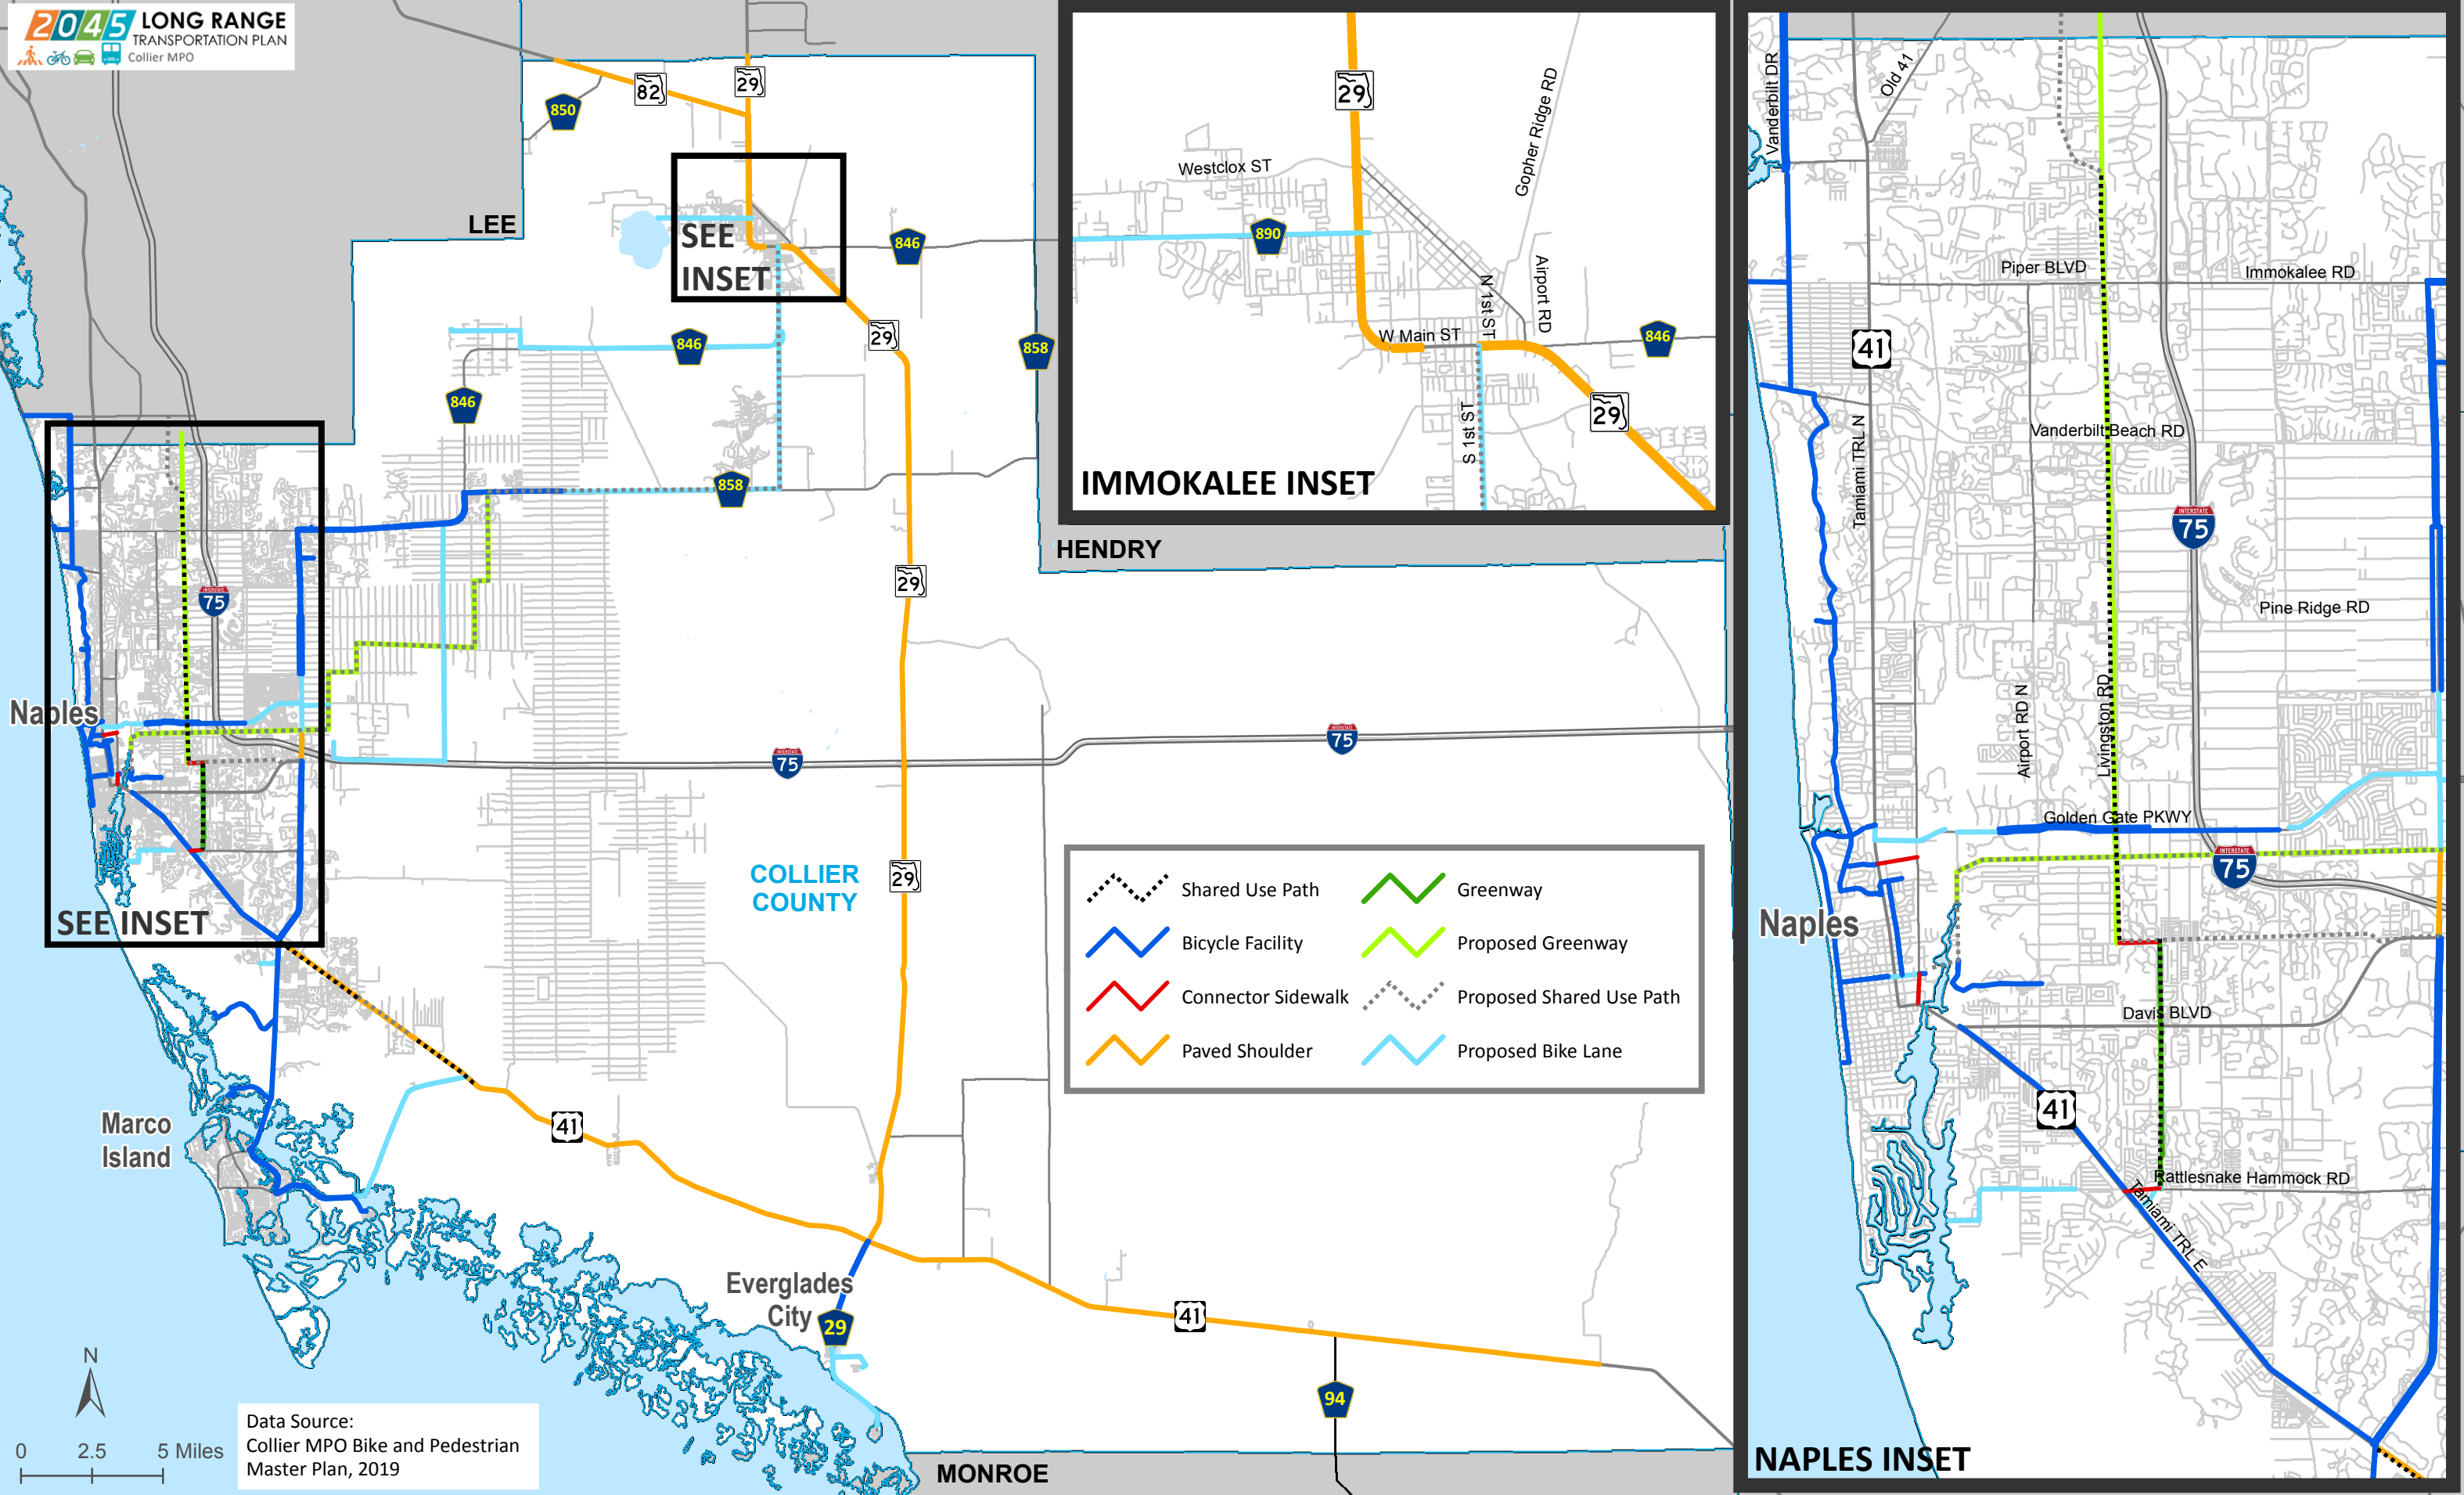 2045 LONG RANGE
TRANSPORTATION PLAN
Collier MPO
LEE
850
82
29
SEE
INSET
846
846
846
858
858
29
29
29
75
75
75
Naples
SEE INSET
COLLIER
COUNTY
HENDRY
Marco
Island
41
41
Everglades
City
29
94
MONROE
N
0 2.5 5 Miles
Data Source:
Collier MPO Bike and Pedestrian
Master Plan, 2019
29
Westclox ST
Gopher Ridge RD
890
Airport RD
N 1st ST
W Main ST
846
S 1st ST
29
IMMOKALEE INSET
Shared Use Path
Bicycle Facility
Connector Sidewalk
Paved Shoulder
Greenway
Proposed Greenway
Proposed Shared Use Path
Proposed Bike Lane
Vanderbilt DR
Old 41
Piper BLVD
Immokalee RD
41
Tamiami TRL N
Vanderbilt Beach RD
INTERSTATE
75
Pine Ridge RD
Airport RD N
Livingston RD
Golden Gate PKWY
INTERSTATE
75
Naples
Davis BLVD
41
Rattlesnake Hammock RD
Tamiami TRL E
NAPLES INSET